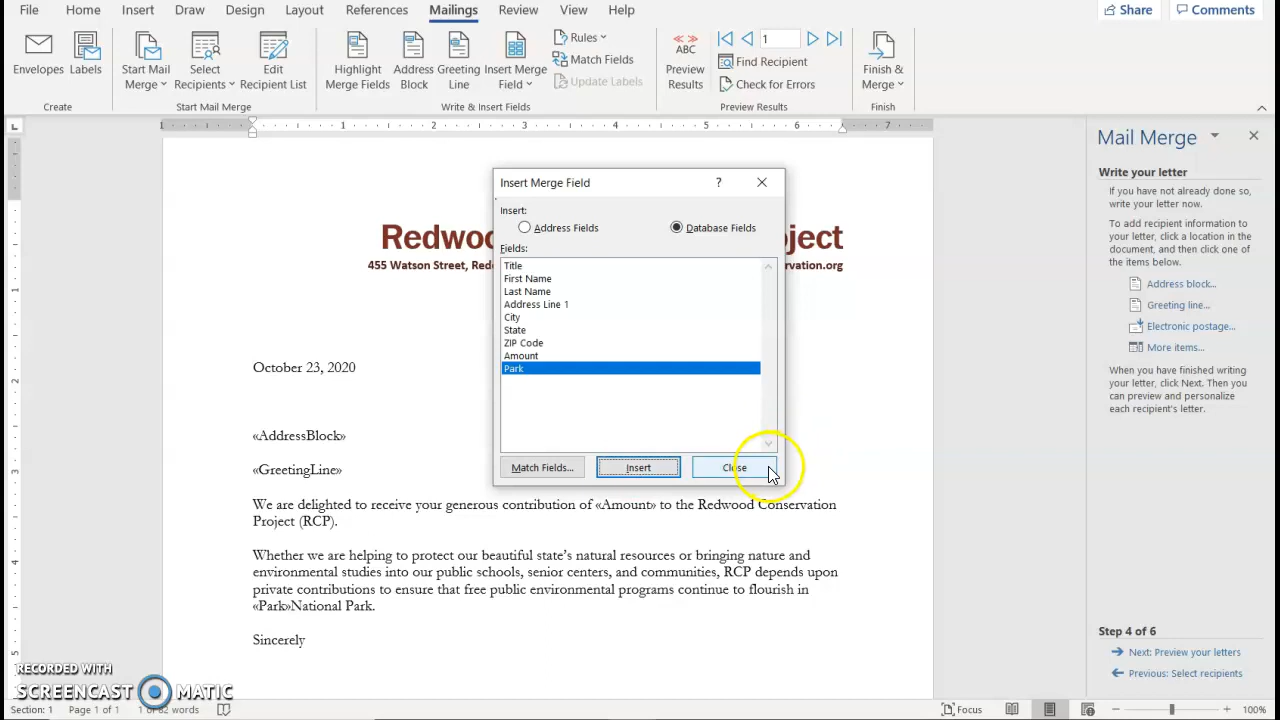 File Home Insert Draw Design Layout References Mailings Review View Help Share Comments
Envelopes Labels Start Mail Merge Select Recipients Edit Recipient List Highlight Merge Fields Address Block Greeting Line Insert Merge Field Rules Match Fields Update Labels ABC Preview Results 1 Find Recipient Check for Errors Finish & Merge
Create Start Mail Merge Write & Insert Fields Preview Results Finish
1 1 2 3 4 5 6 7
Mail Merge
Write your letter
If you have not already done so,
write your letter now.
To add recipient information to
your letter, click a location in the
document, and then click one of
the items below.
Address block...
Greeting line...
Electronic postage...
More items...
When you have finished writing
your letter, click Next. Then you
can preview and personalize
each recipient's letter.
Step 4 of 6
Next: Preview your letters
Previous: Select recipients
Insert Merge Field ?
Insert:
Address Fields Database Fields
Fields:
Title
First Name
Last Name
Address Line 1
City
State
ZIP Code
Amount
Park
Match Fields... Insert Close
Redwo
455 Watson Street, Red
October 23, 2020
«AddressBlock»
«GreetingLine»
We are delighted to receive your generous contribution of «Amount» to the Redwood Conservation
Project (RCP).
Whether we are helping to protect our beautiful state's natural resources or bringing nature and
environmental studies into our public schools, senior centers, and communities, RCP depends upon
private contributions to ensure that free public environmental programs continue to flourish in
«Park»National Park.
Sincerely
RECORDED WITH
SCREENCAST MATIC
Section: 1 Page 1 of 1 words Focus 100%